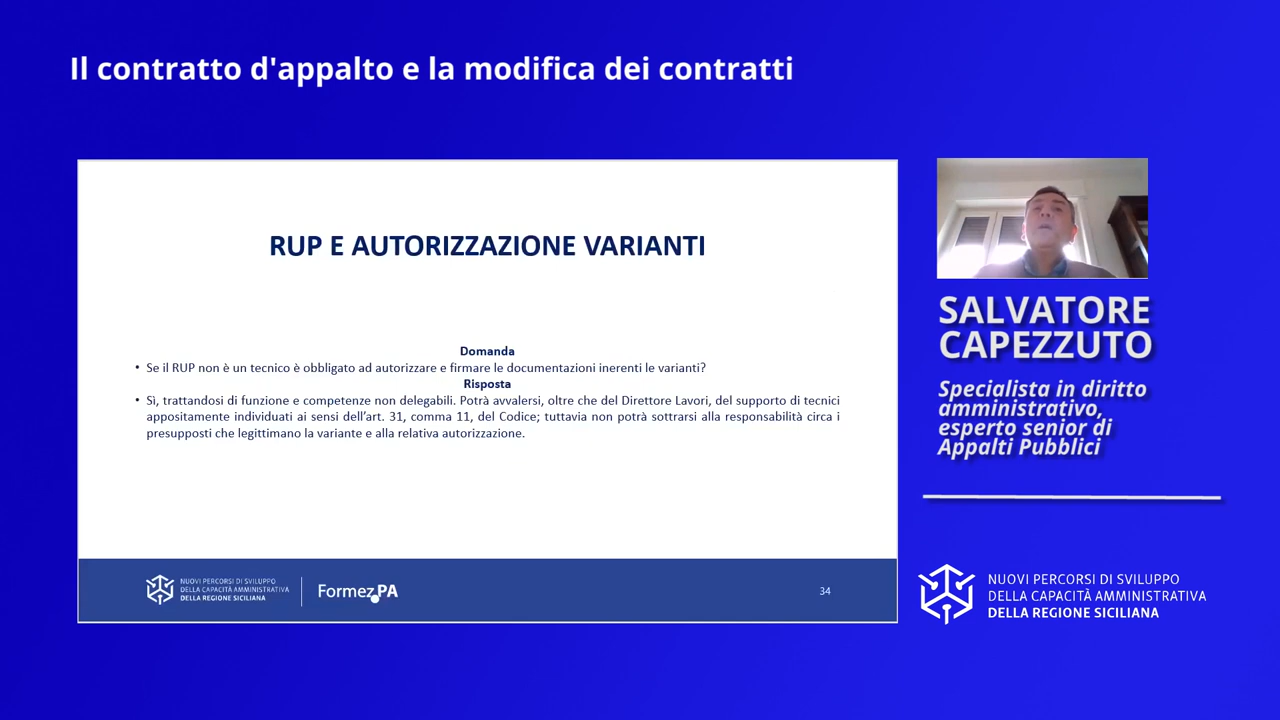 Il contratto d'appalto e la modifica dei contratti
RUP E AUTORIZZAZIONE VARIANTI
Domanda
• Se il RUP non è un tecnico è obbligato ad autorizzare e firmare le documentazioni inerenti le varianti?
Risposta
• Sì, trattandosi di funzione e competenze non delegabili. Potrà avvalersi, oltre che del Direttore Lavori, del supporto di tecnici
appositamente individuati ai sensi dell'art. 31, comma 11, del Codice; tuttavia non potrà sottrarsi alla responsabilità circa i
presupposti che legittimano la variante e alla relativa autorizzazione.
NUOVI PERCORSI DI SVILUPPO
DELLA CAPACITÀ AMMINISTRATIVA
DELLA REGIONE SICILIANA
Formez PA
34
SALVATORE
CAPEZZUTO
Specialista in diritto
amministrativo,
esperto senior di
Appalti Pubblici
NUOVI PERCORSI DI SVILUPPO
DELLA CAPACITÀ AMMINISTRATIVA
DELLA REGIONE SICILIANA